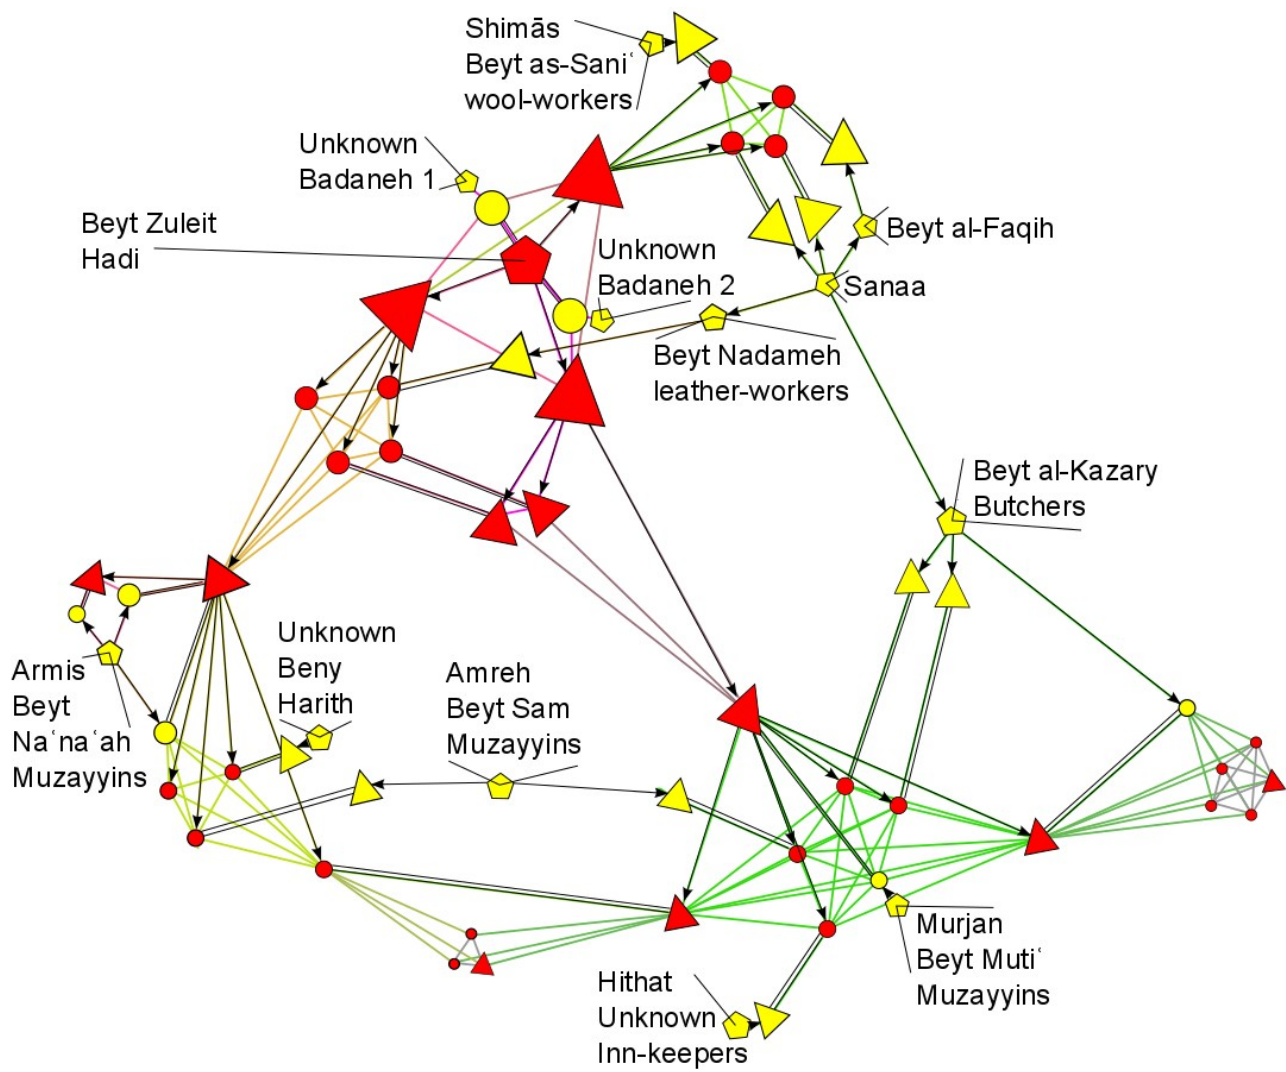 Shimās
Beyt as-Saniʿ
wool-workers
Unknown
Badaneh 1
Beyt Zuleit
Hadi
Unknown
Badaneh 2
Beyt al-Faqih
Sanaa
Beyt Nadameh
leather-workers
Beyt al-Kazary
Butchers
Unknown
Beny
Harith
Armis
Beyt
Naʿnaʿah
Muzayyins
Amreh
Beyt Sam
Muzayyins
Murjan
Beyt Mutiʿ
Muzayyins
Hithat
Unknown
Inn-keepers